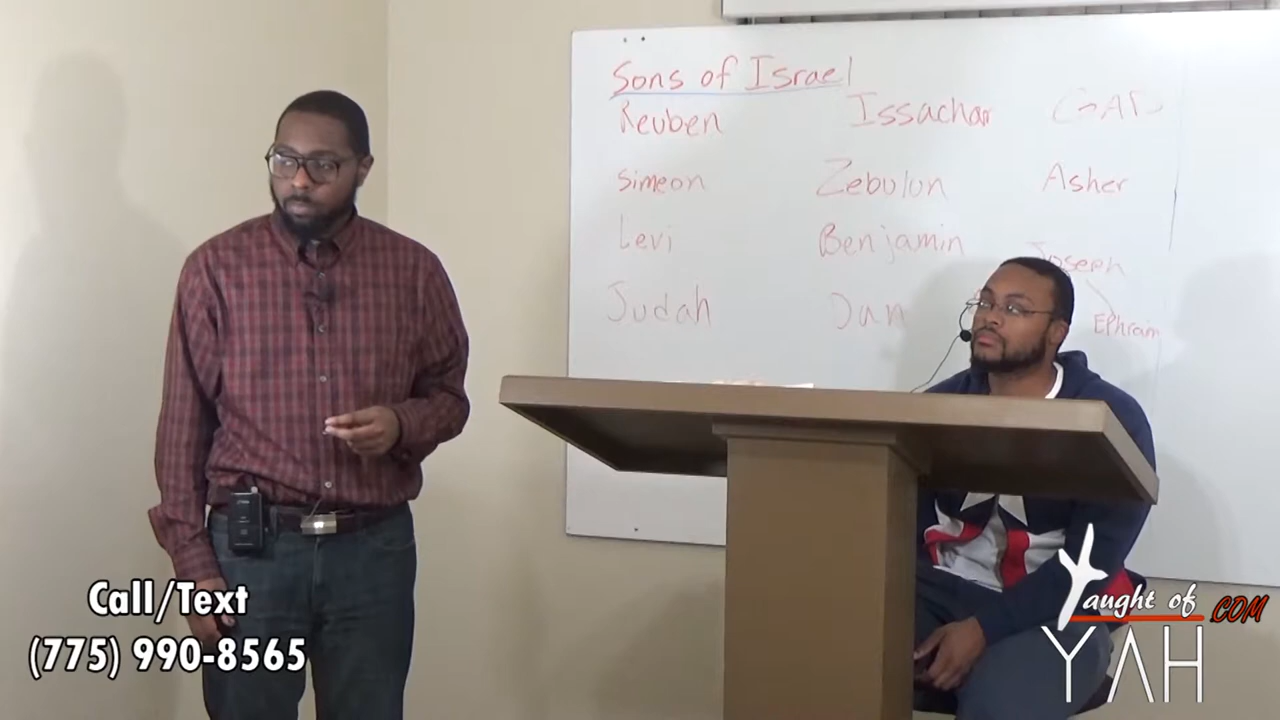 Sons of Israel
Reuben Issachar GAD
Simeon Zebulun Asher
Levi Benjamin Joseph
Judah Dan Ephraim
Call/Text
(775) 990-8565
Taught of .COM
YAH